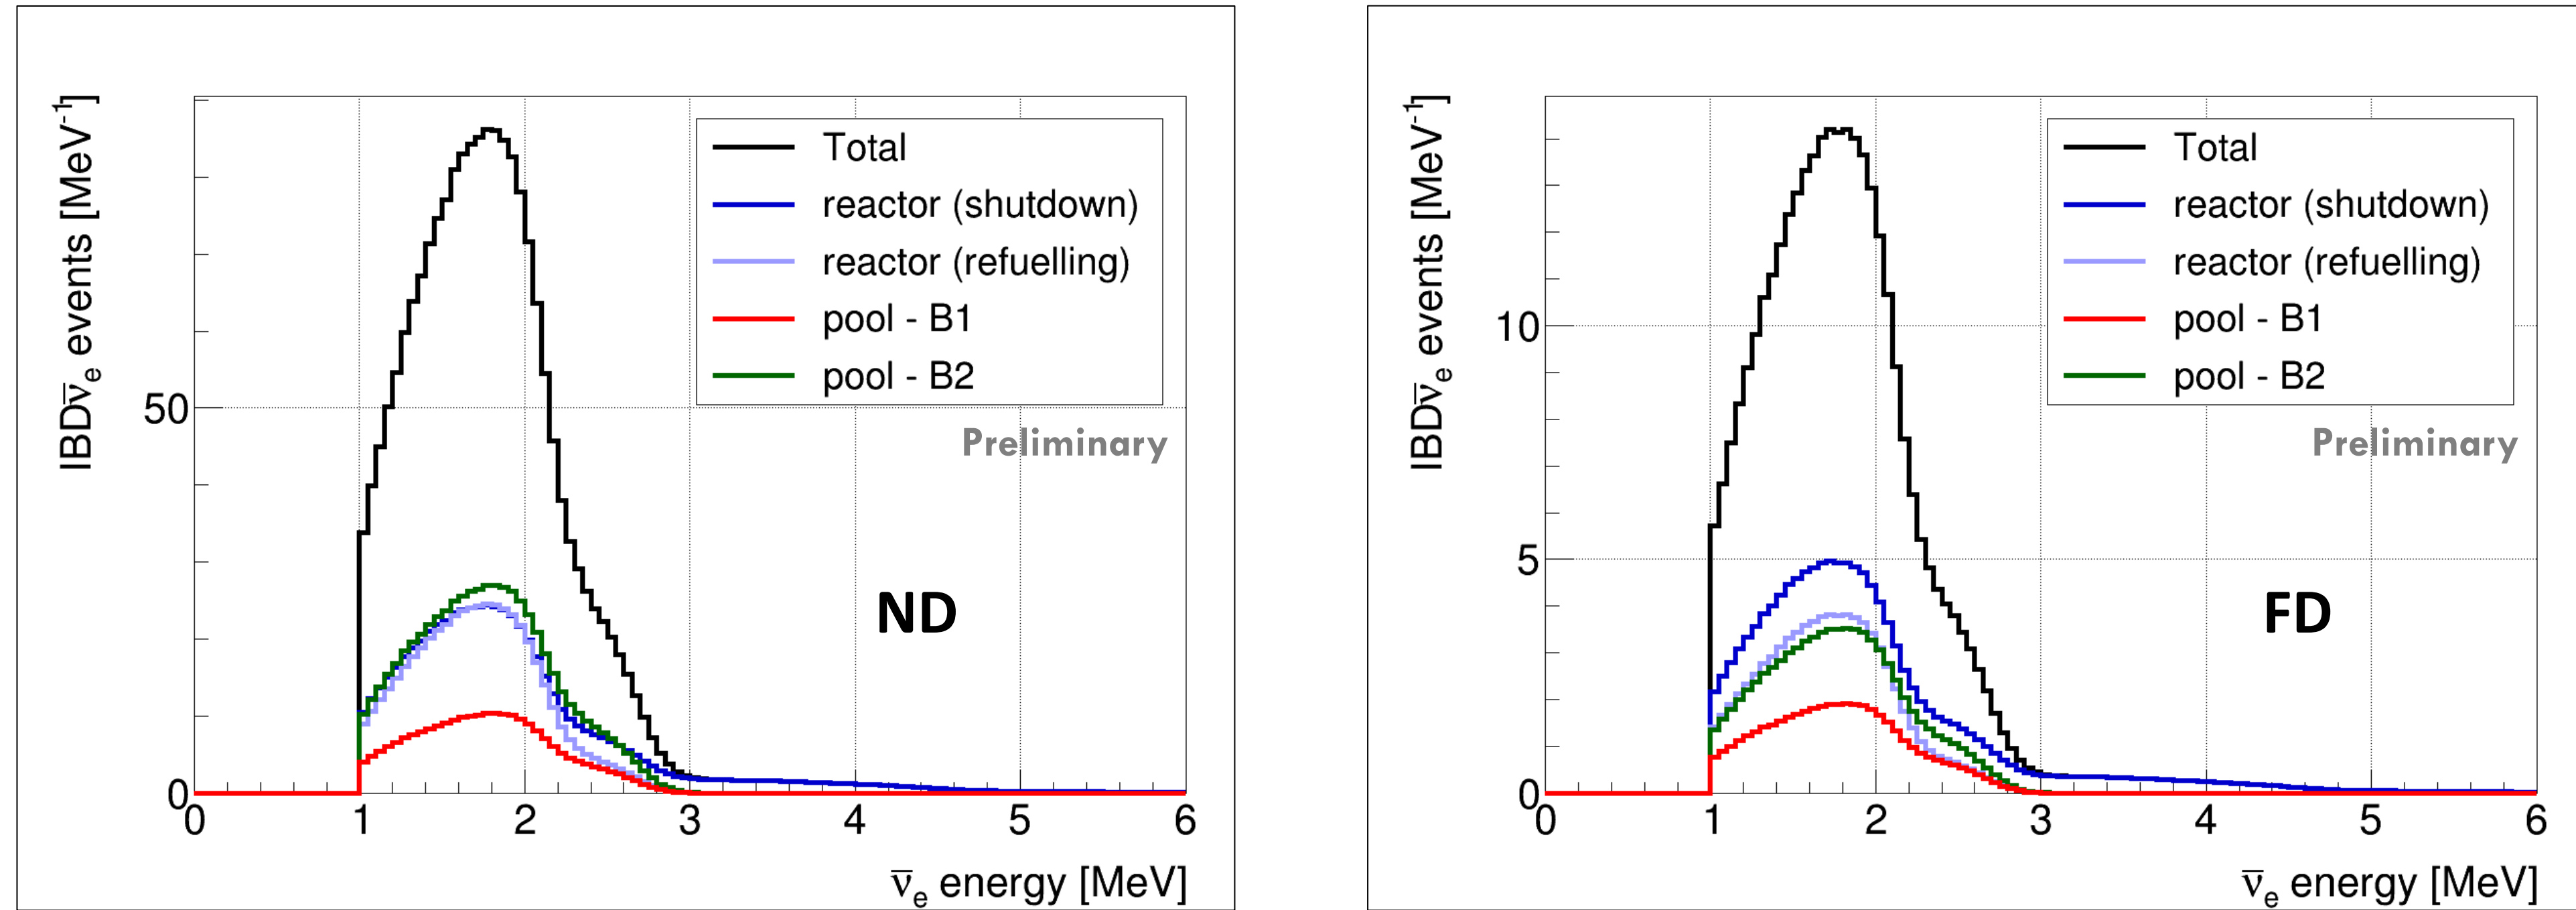 IBDν̅e events [MeV-1]
Total
reactor (shutdown)
reactor (refuelling)
pool - B1
pool - B2
50
Preliminary
ND
0
0 1 2 3 4 5 6
ν̅e energy [MeV]
IBDν̅e events [MeV-1]
Total
reactor (shutdown)
reactor (refuelling)
pool - B1
pool - B2
10
Preliminary
5
FD
0
0 1 2 3 4 5 6
ν̅e energy [MeV]